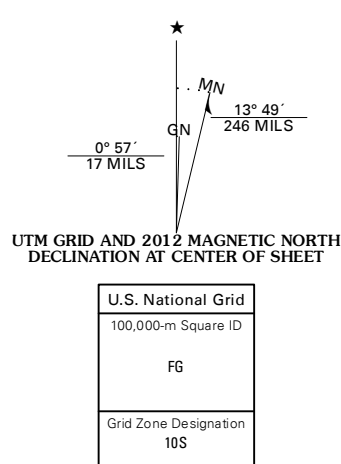 ★
MN
13° 49´
246 MILS
GN
0° 57´
17 MILS
UTM GRID AND 2012 MAGNETIC NORTH
DECLINATION AT CENTER OF SHEET
U.S. National Grid
100,000-m Square ID
FG
Grid Zone Designation
10S